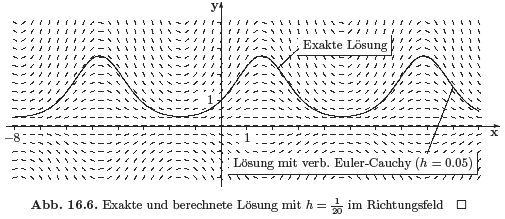 y
Exakte Lösung
1
x
−8
1
Lösung mit verb. Euler-Cauchy (h = 0.05)
Abb. 16.6. Exakte und berechnete Lösung mit h = 1/20 im Richtungsfeld □